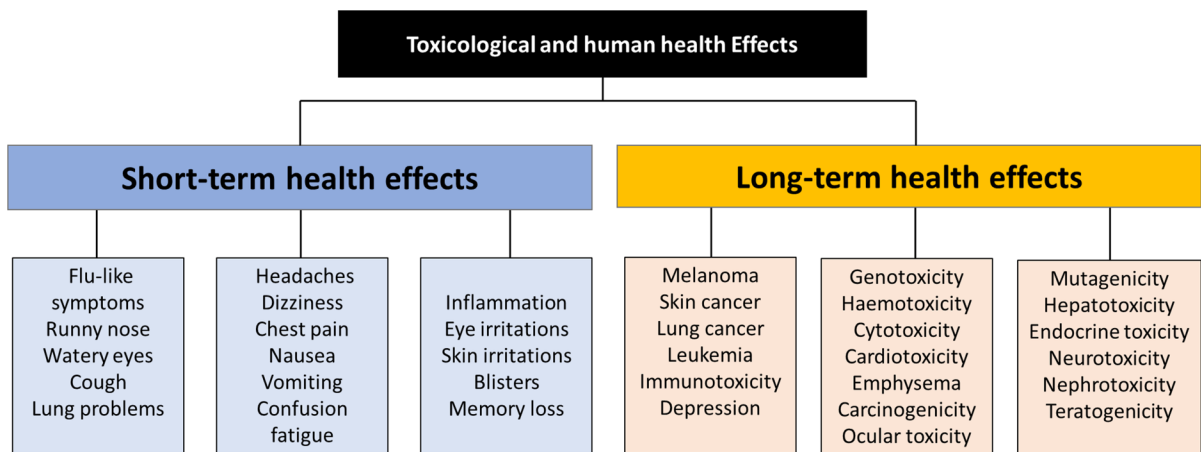 Toxicological and human health Effects
Short-term health effects
Long-term health effects
Flu-like
symptoms
Runny nose
Watery eyes
Cough
Lung problems
Headaches
Dizziness
Chest pain
Nausea
Vomiting
Confusion
fatigue
Inflammation
Eye irritations
Skin irritations
Blisters
Memory loss
Melanoma
Skin cancer
Lung cancer
Leukemia
Immunotoxicity
Depression
Genotoxicity
Haemotoxicity
Cytotoxicity
Cardiotoxicity
Emphysema
Carcinogenicity
Ocular toxicity
Mutagenicity
Hepatotoxicity
Endocrine toxicity
Neurotoxicity
Nephrotoxicity
Teratogenicity